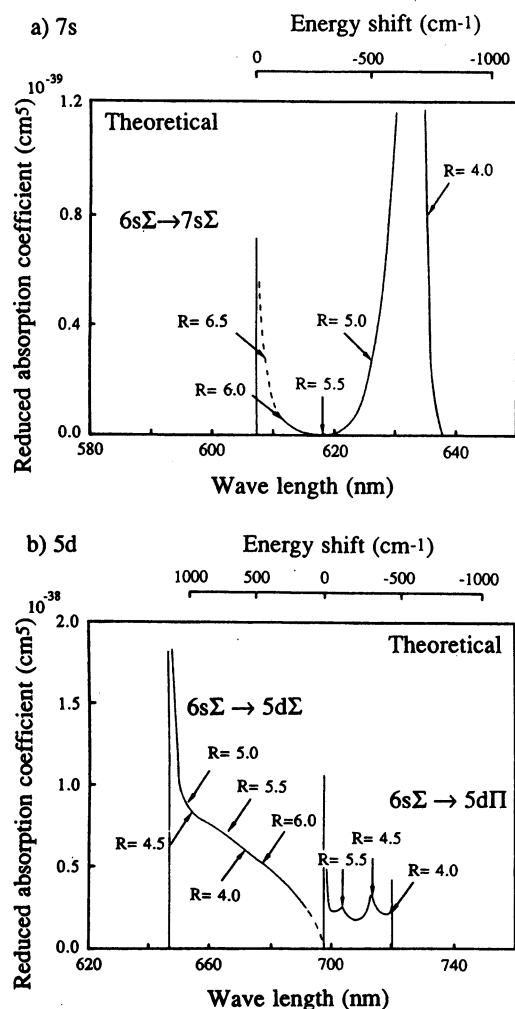 a) 7s
Energy shift (cm-1)
0 -500 -1000
10-39
Reduced absorption coefficient (cm5)
1.2
0.8
0.4
0.0
Theoretical
6sΣ→7sΣ
R= 4.0
R= 6.5
R= 5.0
R= 6.0
R= 5.5
580 600 620 640
Wave length (nm)
b) 5d
Energy shift (cm-1)
1000 500 0 -500 -1000
10-38
Reduced absorption coefficient (cm5)
2.0
1.5
1.0
0.5
0.0
Theoretical
6sΣ → 5dΣ
R= 5.0
R= 5.5
6sΣ → 5dΠ
R=6.0
R= 4.5
R= 4.5
R= 5.5
R= 4.0
R= 4.0
620 660 700 740
Wave length (nm)